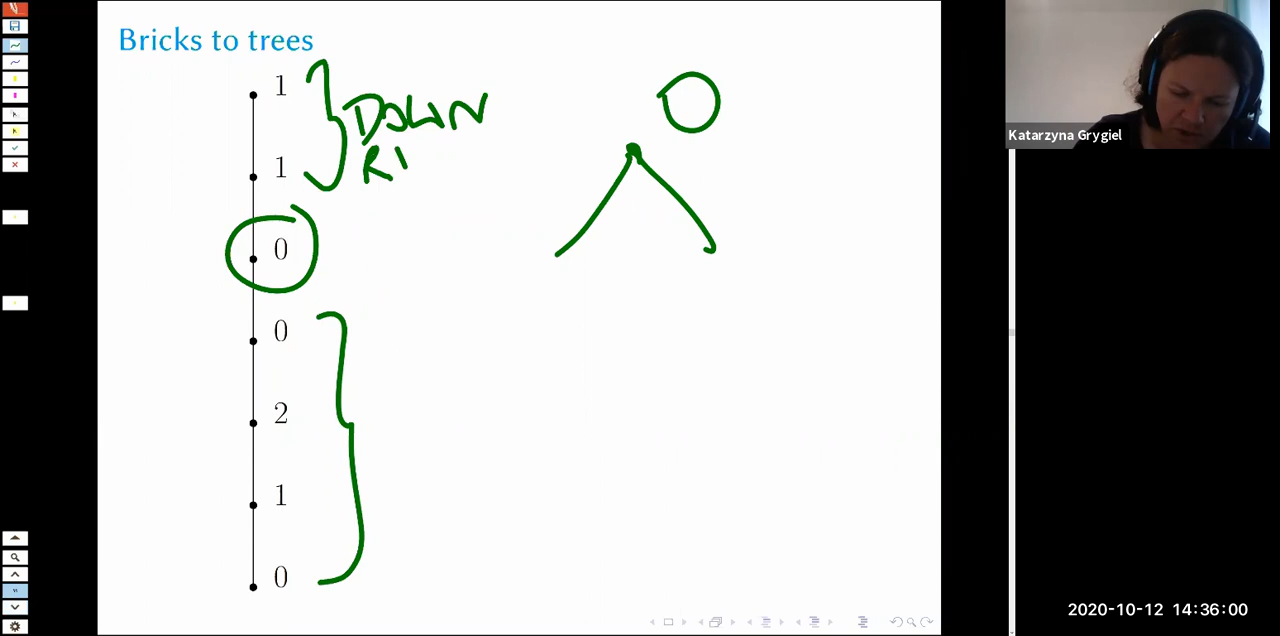 Bricks to trees
1
DOWN
1
RI
0
0
2
1
0
Katarzyna Grygiel
2020-10-12 14:36:00